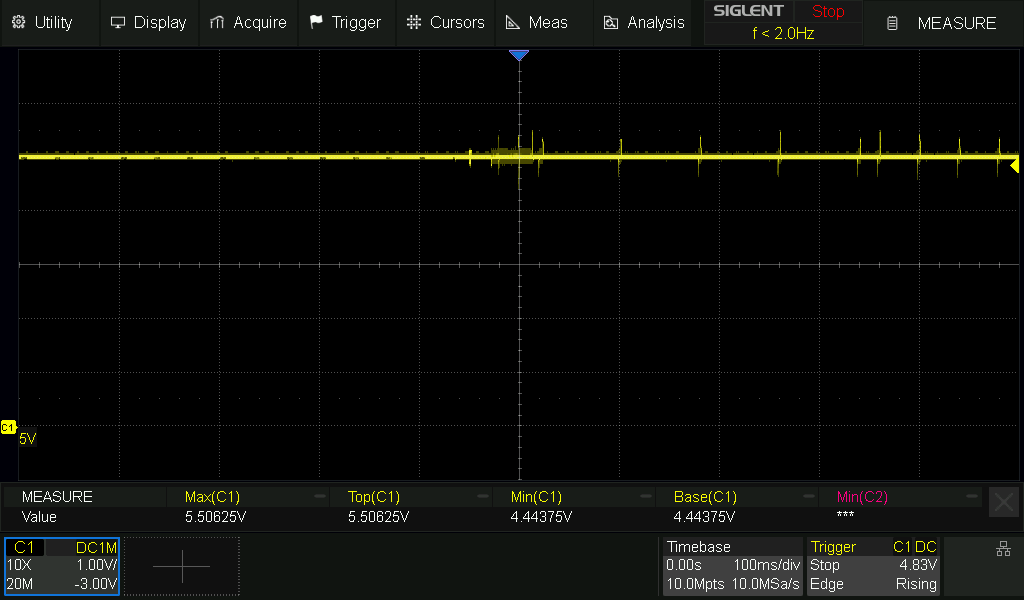 Utility Display Acquire Trigger Cursors Meas Analysis SIGLENT Stop MEASURE
f < 2.0Hz
C1
5V
MEASURE Max(C1) Top(C1) Min(C1) Base(C1) Min(C2)
Value 5.50625V 5.50625V 4.44375V 4.44375V ***
C1 DC1M Timebase Trigger C1 DC
10X 1.00V/ 0.00s 100ms/div Stop 4.83V
20M -3.00V/ 10.0Mpts 10.0MSa/s Edge Rising